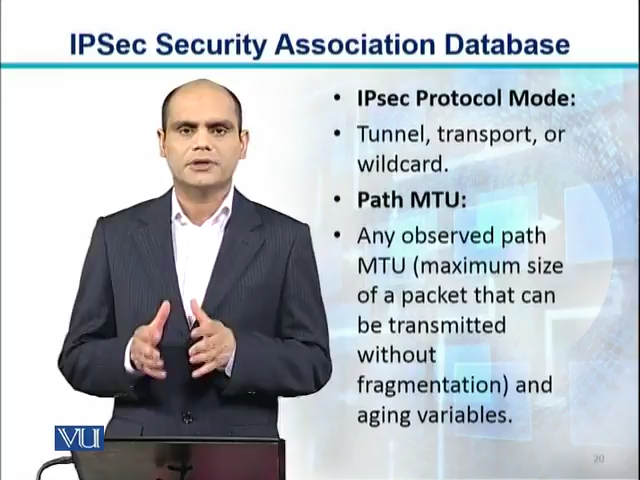 IPSec Security Association Database
• IPsec Protocol Mode:
• Tunnel, transport, or
wildcard.
• Path MTU:
• Any observed path
MTU (maximum size
of a packet that can
be transmitted
without
fragmentation) and
aging variables.
VU
20